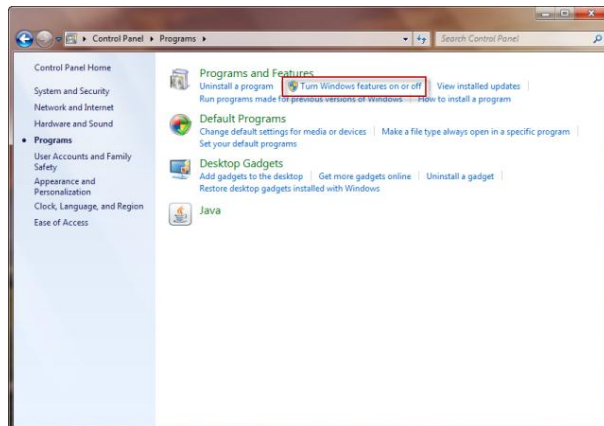 Control Panel ▸ Programs ▸
Search Control Panel
Control Panel Home
System and Security
Network and Internet
Hardware and Sound
Programs
User Accounts and Family
Safety
Appearance and
Personalization
Clock, Language, and Region
Ease of Access
Programs and Features
Uninstall a program
Turn Windows features on or off
View installed updates
Run programs made for previous versions of Windows
How to install a program
Default Programs
Change default settings for media or devices
Make a file type always open in a specific program
Set your default programs
Desktop Gadgets
Add gadgets to the desktop
Get more gadgets online
Uninstall a gadget
Restore desktop gadgets installed with Windows
Java